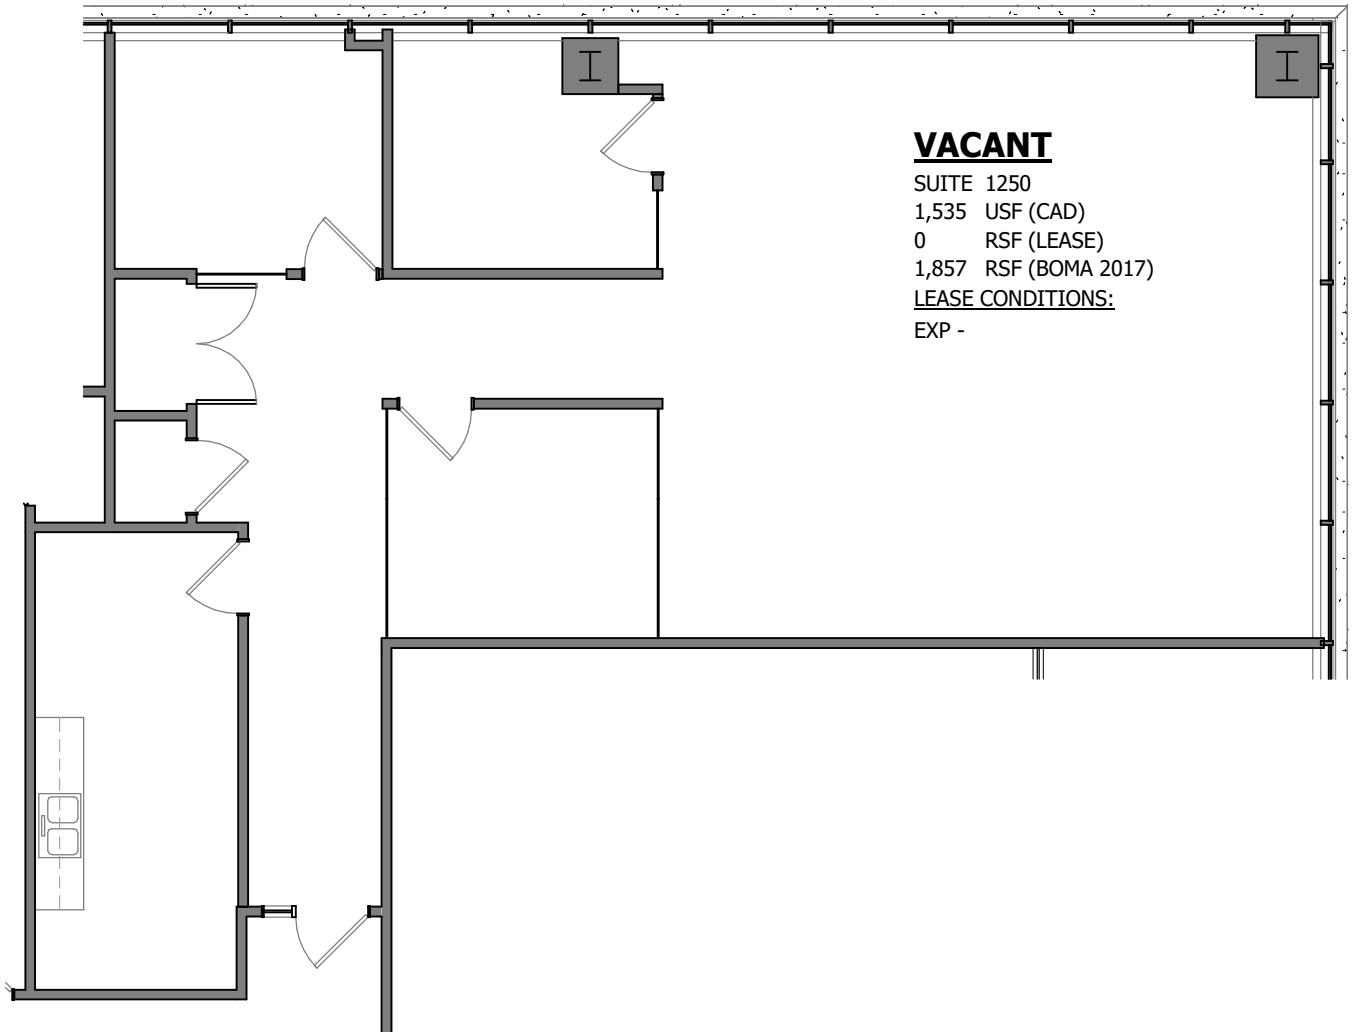 VACANT
SUITE 1250
1,535 USF (CAD)
0 RSF (LEASE)
1,857 RSF (BOMA 2017)
LEASE CONDITIONS:
EXP -